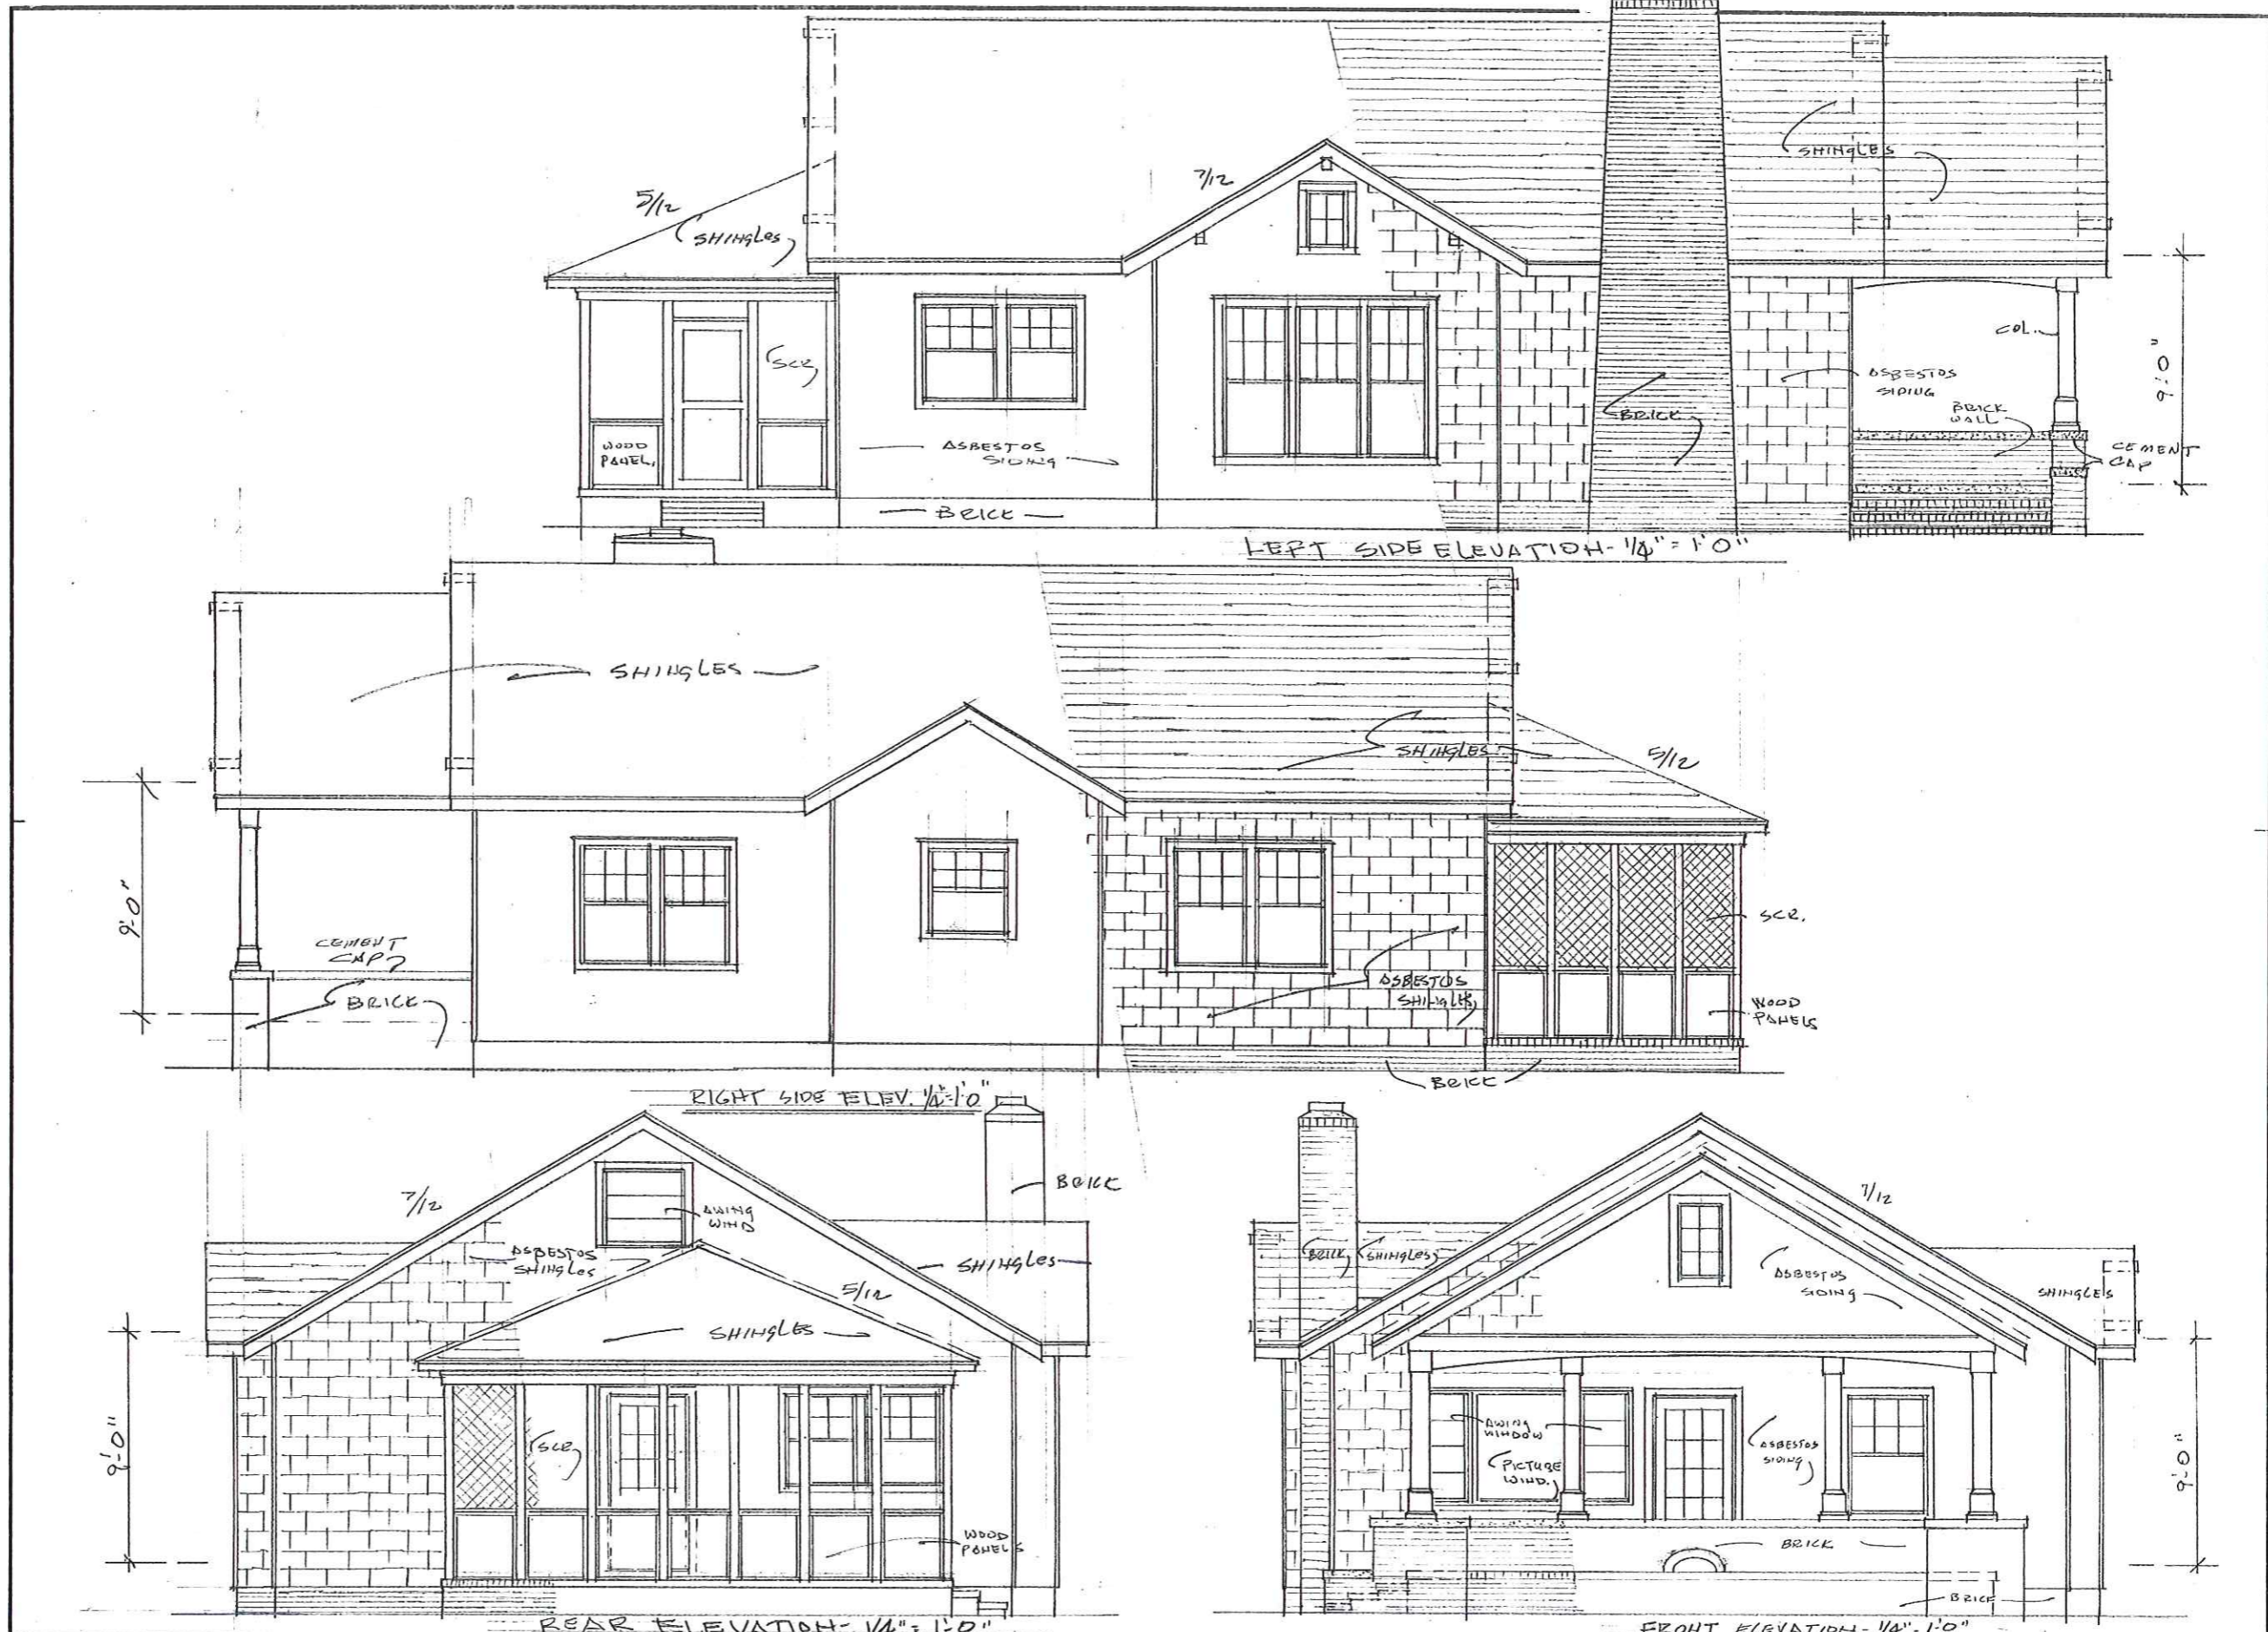 5/12
SHINGLES
7/12
SHINGLES
SCR
WOOD
PANEL
ASBESTOS
SIDING
BRICK
BRICK
COL.
ASBESTOS
SIDING
BRICK
WALL
CEMENT
CAP
9'-0"
LEFT SIDE ELEVATION - 1/4" = 1'0"
SHINGLES
SHINGLES
5/12
9'-0"
CEMENT
CAP
BRICK
SCR.
ASBESTOS
SHINGLES
WOOD
PANELS
BRICK
RIGHT SIDE ELEV. 1/4"=1'0"
7/12
AWING
WIND
BRICK
ASBESTOS
SHINGLES
5/12
SHINGLES
SHINGLES
9'-0"
SCR
WOOD
PANELS
REAR ELEVATION - 1/4" = 1'-0"
7/12
BRICK
SHINGLES
ASBESTOS
SIDING
SHINGLES
AWING
WINDOW
PICTURE
WIND.
ASBESTOS
SIDING
9'-0"
BRICK
BRICK
FRONT ELEVATION - 1/4" = 1'-0"